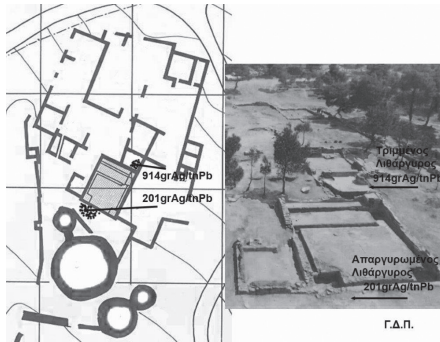 914grAg/tnPb
201grAg/tnPb
Τριμμένος
Λιθάργυρος
914grAg/tnPb
Απαργυρωμένος
Λιθάργυρος
201grAg/tnPb
Γ.Δ.Π.